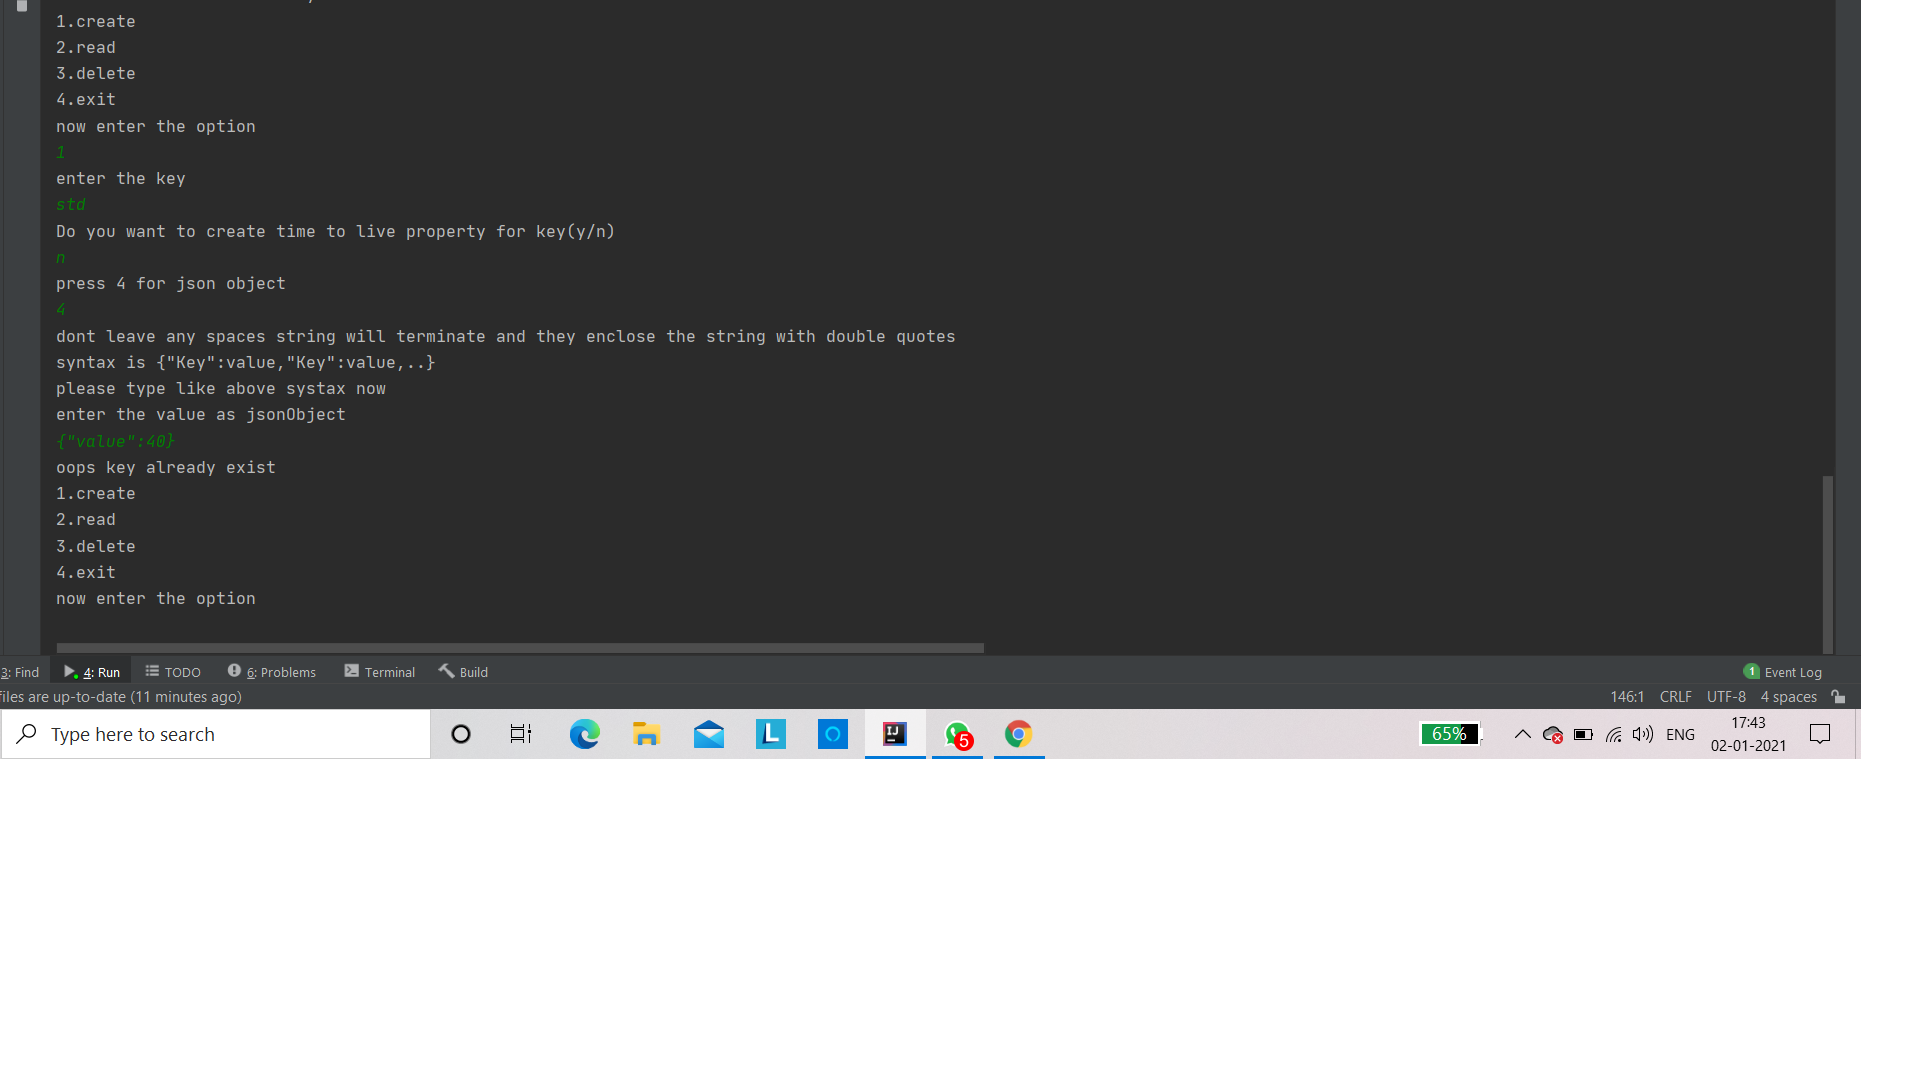 1.create
2.read
3.delete
4.exit
now enter the option
1
enter the key
std
Do you want to create time to live property for key(y/n)
n
press 4 for json object
4
dont leave any spaces string will terminate and they enclose the string with double quotes
syntax is {"Key":value,"Key":value,..}
please type like above systax now
enter the value as jsonObject
{"value":40}
oops key already exist
1.create
2.read
3.delete
4.exit
now enter the option
3: Find 4: Run TODO 6: Problems Terminal Build 1 Event Log
files are up-to-date (11 minutes ago) 146:1 CRLF UTF-8 4 spaces
Type here to search L IJ 5 65% ENG 17:43
02-01-2021